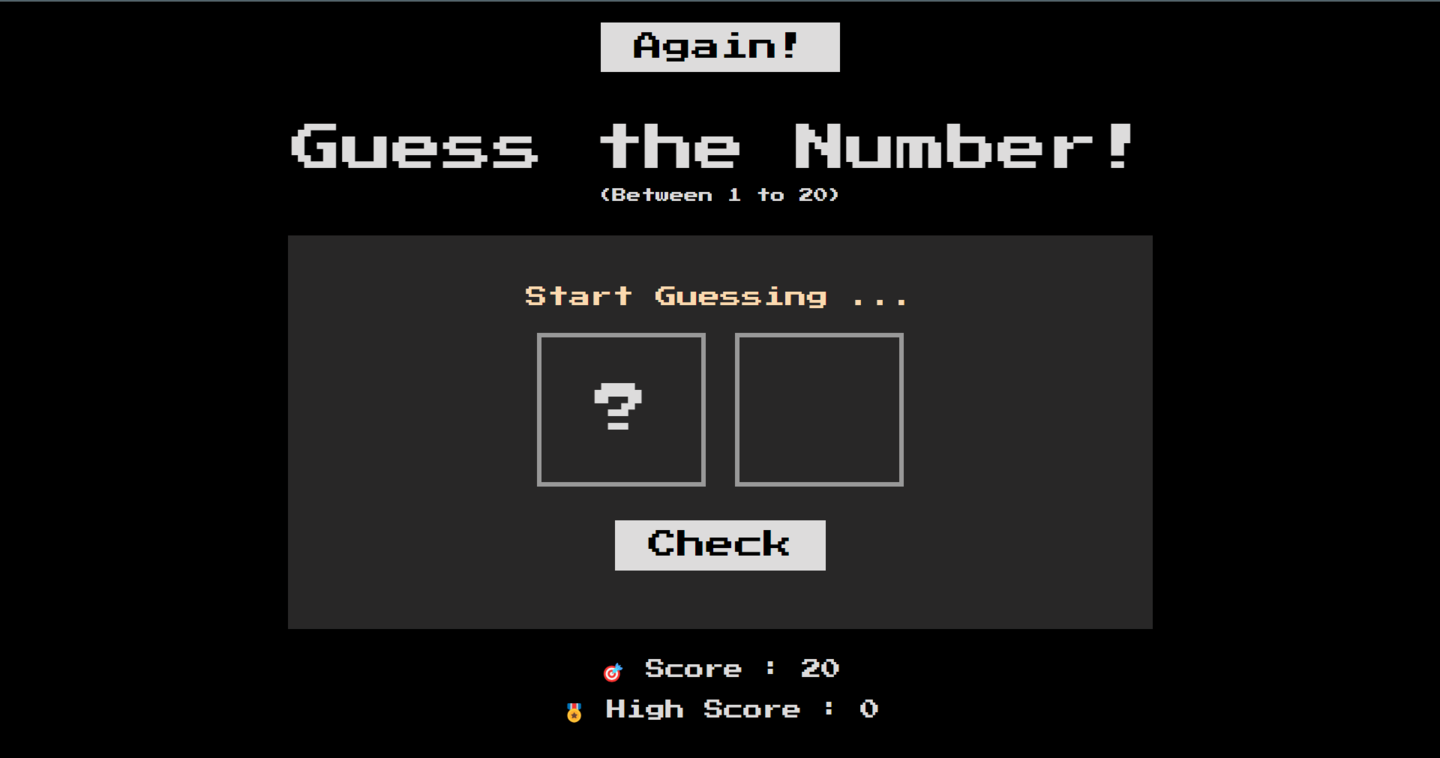 Again!
Guess the Number!
(Between 1 to 20)
Start Guessing ...
?
Check
🎯 Score : 20
🏅 High Score : 0